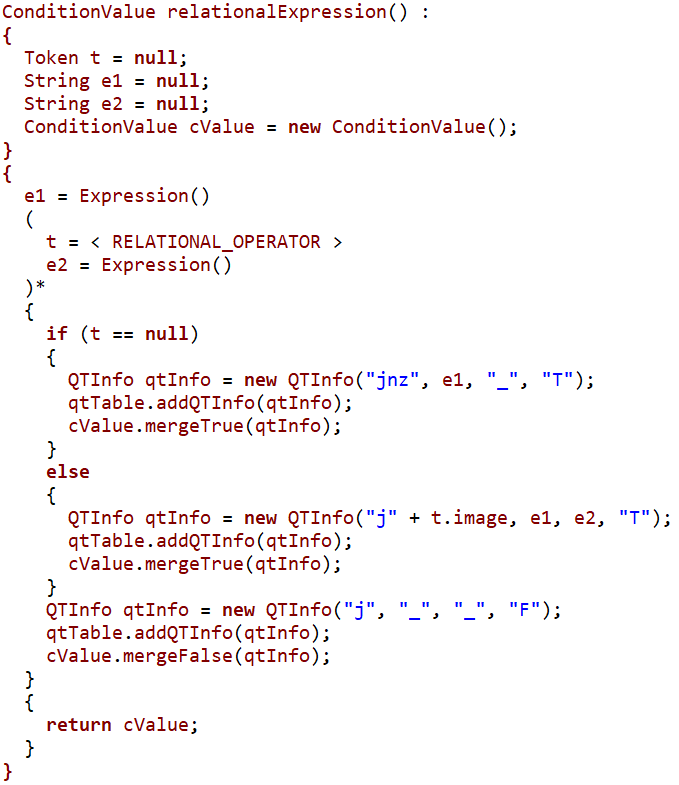 ConditionValue relationalExpression() :
{
  Token t = null;
  String e1 = null;
  String e2 = null;
  ConditionValue cValue = new ConditionValue();
}
{
  e1 = Expression()
  (
    t = < RELATIONAL_OPERATOR >
    e2 = Expression()
  )*
  {
    if (t == null)
    {
      QTInfo qtInfo = new QTInfo("jnz", e1, "_", "T");
      qtTable.addQTInfo(qtInfo);
      cValue.mergeTrue(qtInfo);
    }
    else
    {
      QTInfo qtInfo = new QTInfo("j" + t.image, e1, e2, "T");
      qtTable.addQTInfo(qtInfo);
      cValue.mergeTrue(qtInfo);
    }
    QTInfo qtInfo = new QTInfo("j", "_", "_", "F");
    qtTable.addQTInfo(qtInfo);
    cValue.mergeFalse(qtInfo);
  }
  {
    return cValue;
  }
}